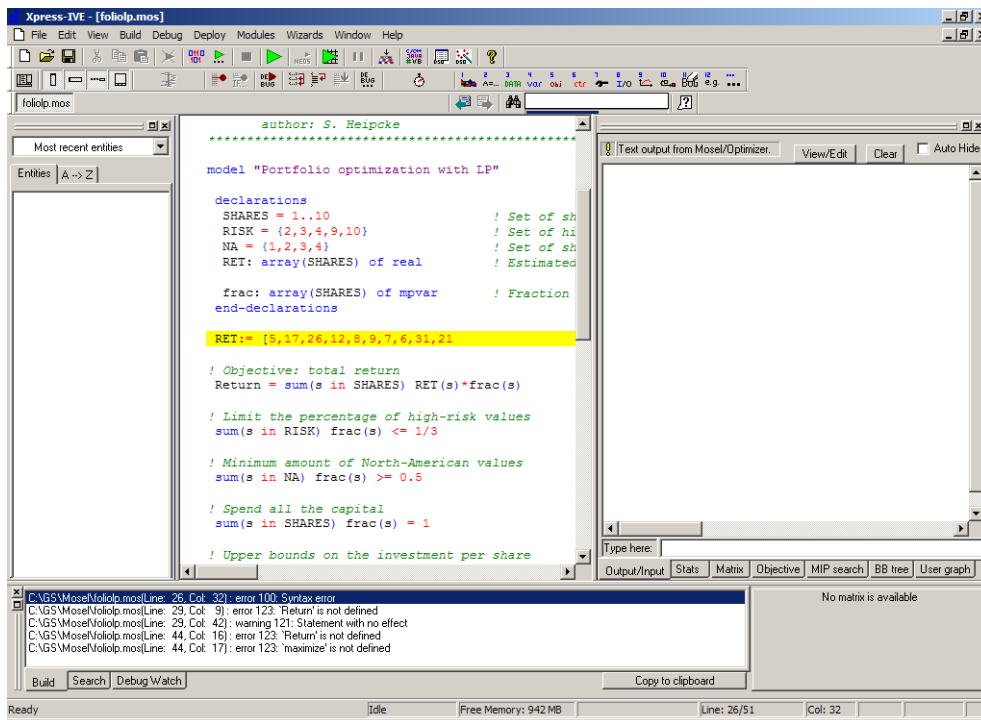 Xpress-IVE - [foliolp.mos]
File Edit View Build Debug Deploy Modules Wizards Window Help
foliolp.mos
Most recent entities
Entities A -> Z
author: S. Heipcke
****************************************************
model "Portfolio optimization with LP"
declarations
SHARES = 1..10 ! Set of sh
RISK = {2,3,4,9,10} ! Set of hi
NA = {1,2,3,4} ! Set of sh
RET: array(SHARES) of real ! Estimated
frac: array(SHARES) of mpvar ! Fraction
end-declarations
RET:= [5,17,26,12,8,9,7,6,31,21
! Objective: total return
Return = sum(s in SHARES) RET(s)*frac(s)
! Limit the percentage of high-risk values
sum(s in RISK) frac(s) <= 1/3
! Minimum amount of North-American values
sum(s in NA) frac(s) >= 0.5
! Spend all the capital
sum(s in SHARES) frac(s) = 1
! Upper bounds on the investment per share
Text output from Mosel/Optimizer. View/Edit Clear Auto Hide
Type here:
Output/Input Stats Matrix Objective MIP search BB tree User graph
C:\GS\Mosel\foliolp.mos(Line: 26, Col: 32) : error 100: Syntax error
C:\GS\Mosel\foliolp.mos(Line: 29, Col: 9) : error 123: `Return' is not defined
C:\GS\Mosel\foliolp.mos(Line: 29, Col: 42) : warning 121: Statement with no effect
C:\GS\Mosel\foliolp.mos(Line: 44, Col: 16) : error 123: `Return' is not defined
C:\GS\Mosel\foliolp.mos(Line: 44, Col: 17) : error 123: `maximize' is not defined
No matrix is available
Build Search Debug Watch Copy to clipboard
Ready Idle Free Memory: 942 MB Line: 26/51 Col: 32